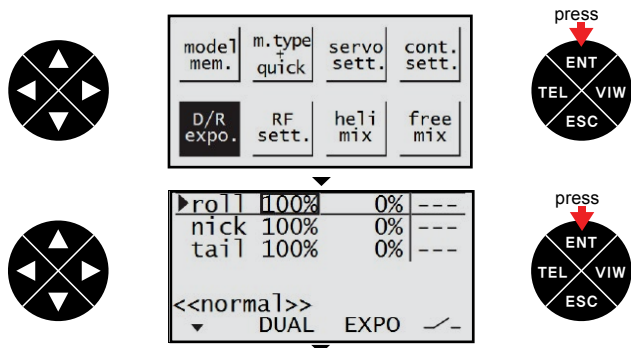 press
model mem.
m.type + quick
servo sett.
cont. sett.
D/R expo.
RF sett.
heli mix
free mix
ENT
TEL VIW
ESC
press
roll 100% 0% ---
nick 100% 0% ---
tail 100% 0% ---
<<normal>>
DUAL EXPO
ENT
TEL VIW
ESC